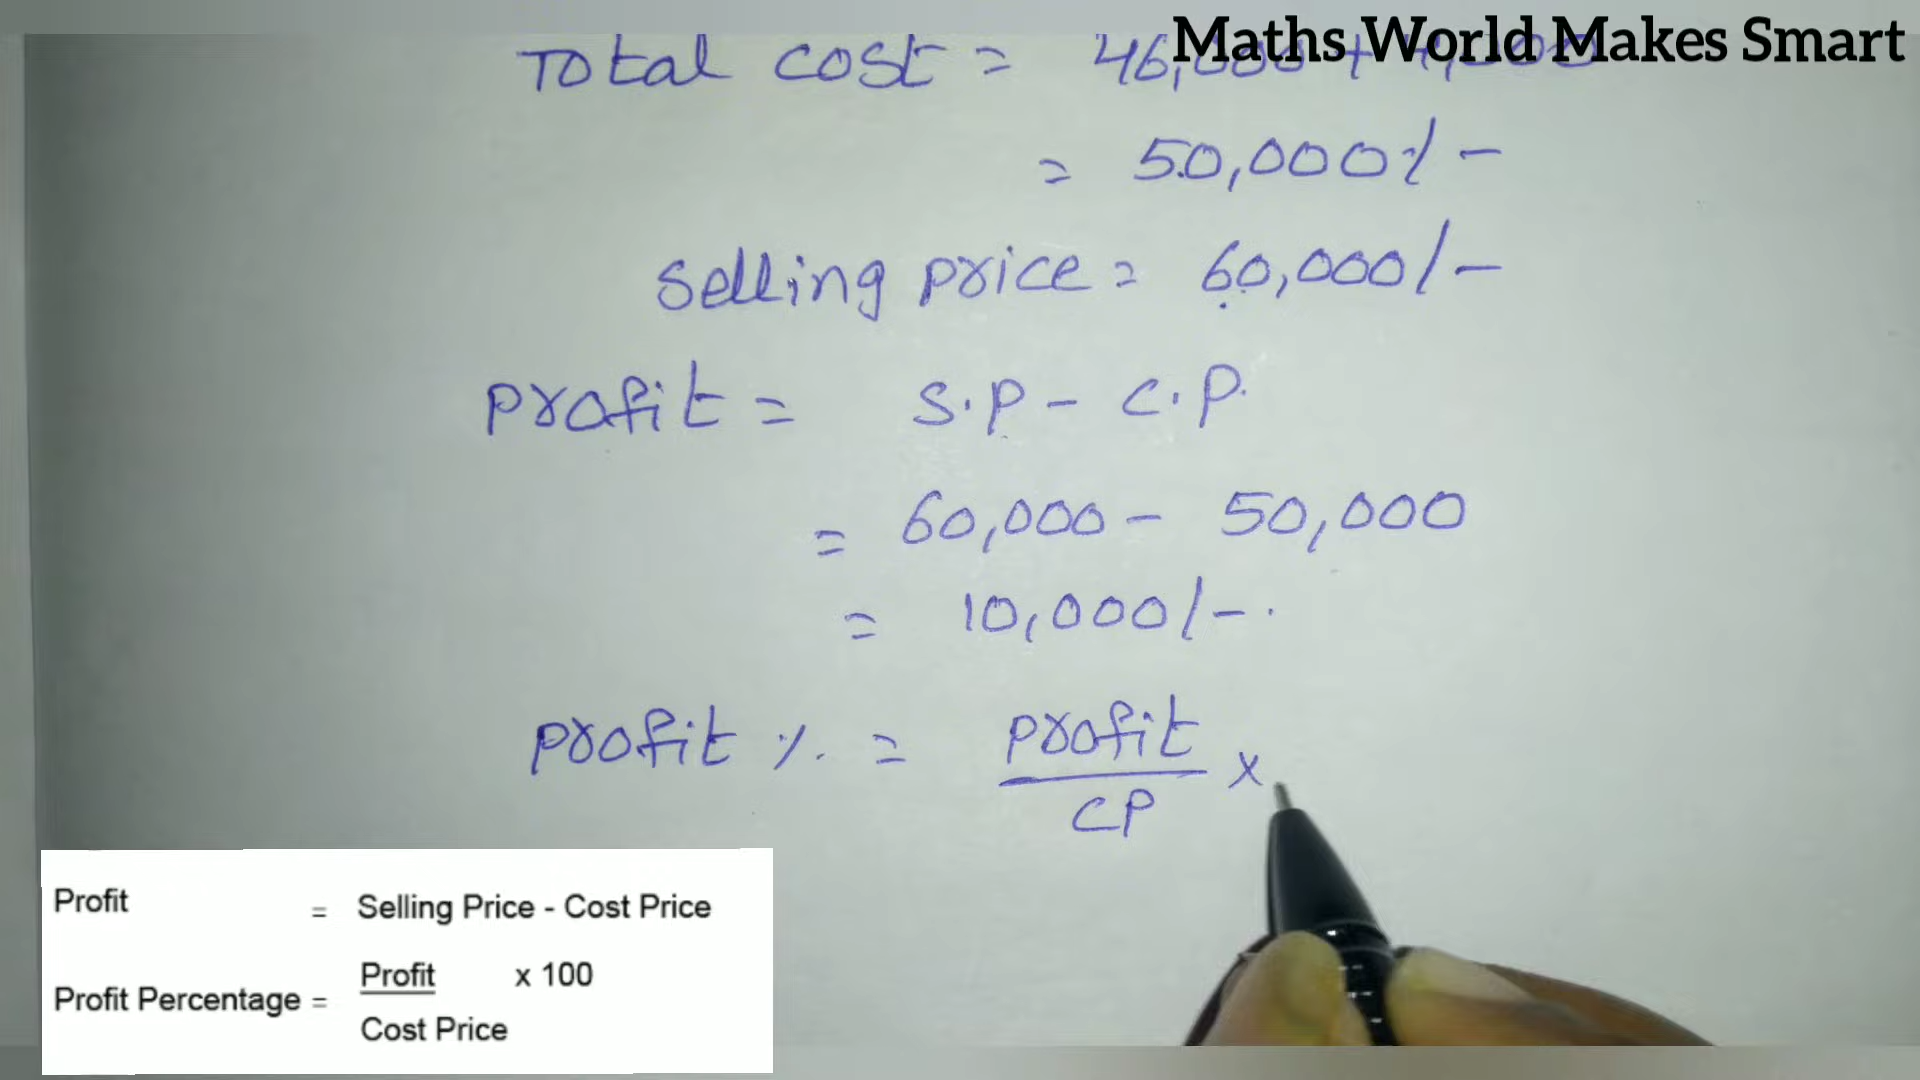 Maths World Makes Smart
Total cost = 46,000 +
= 50,000/-
Selling price = 60,000/-
Profit = S.P - C.P.
= 60,000 - 50,000
= 10,000/-
Profit % = Profit
CP ×
Profit = Selling Price - Cost Price
Profit Percentage = Profit x 100
Cost Price